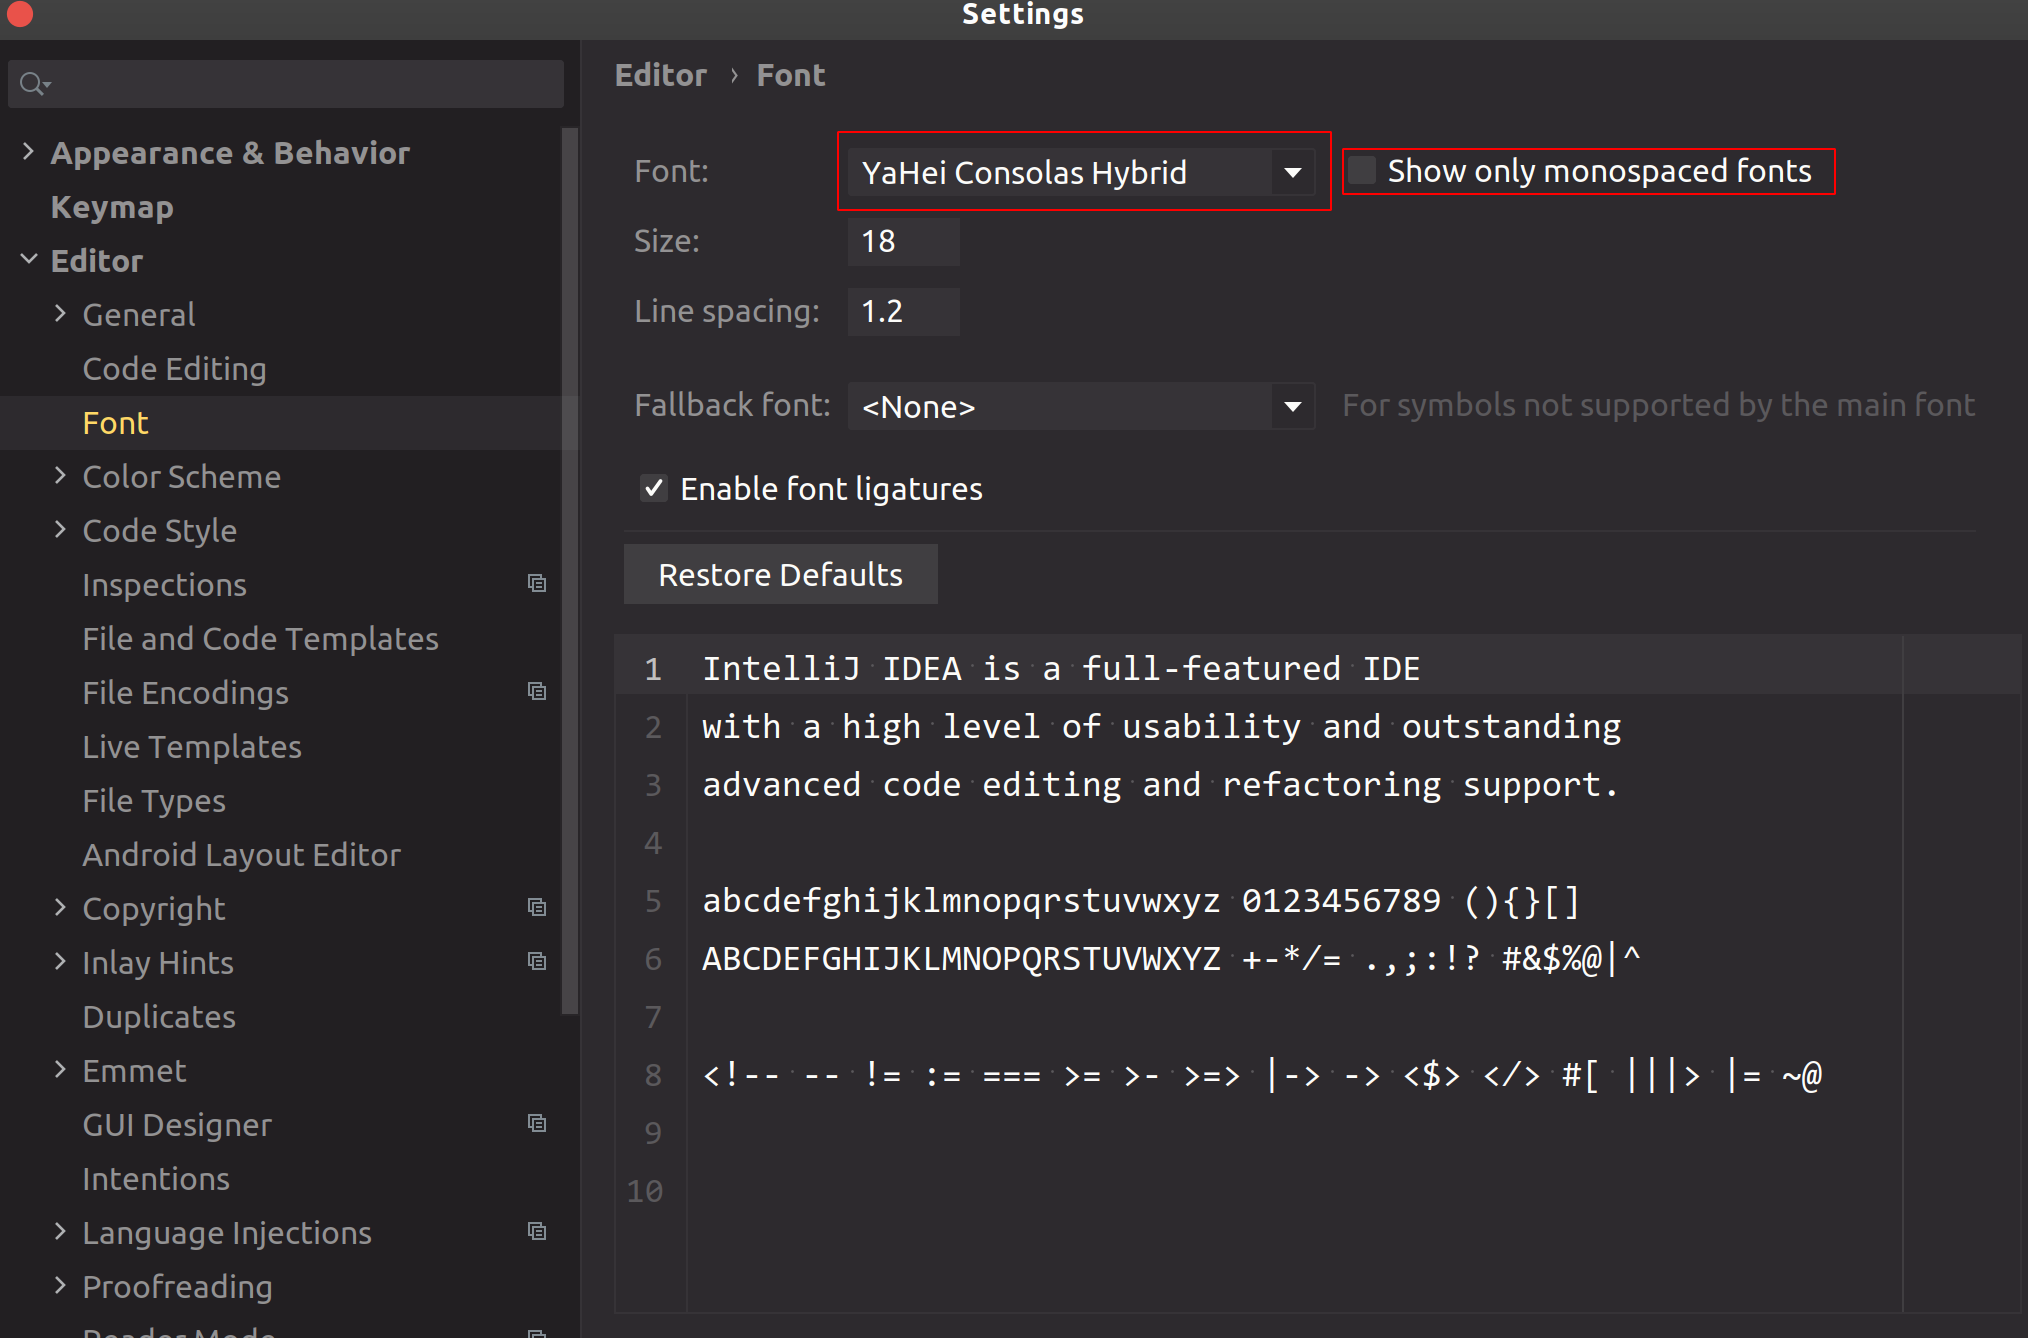 Settings
Appearance & Behavior
Keymap
Editor
General
Code Editing
Font
Color Scheme
Code Style
Inspections
File and Code Templates
File Encodings
Live Templates
File Types
Android Layout Editor
Copyright
Inlay Hints
Duplicates
Emmet
GUI Designer
Intentions
Language Injections
Proofreading
Reader Mode
Editor › Font
Font: YaHei Consolas Hybrid Show only monospaced fonts
Size: 18
Line spacing: 1.2
Fallback font: <None> For symbols not supported by the main font
Enable font ligatures
Restore Defaults
1 IntelliJ IDEA is a full-featured IDE
2 with a high level of usability and outstanding
3 advanced code editing and refactoring support.
4
5 abcdefghijklmnopqrstuvwxyz 0123456789 (){}[]
6 ABCDEFGHIJKLMNOPQRSTUVWXYZ +-*/= .,;:!? #&$%@|^
7
8 <!-- -- != := === >= >- >=> |-> -> <$> </> #[ |||> |= ~@
9
10